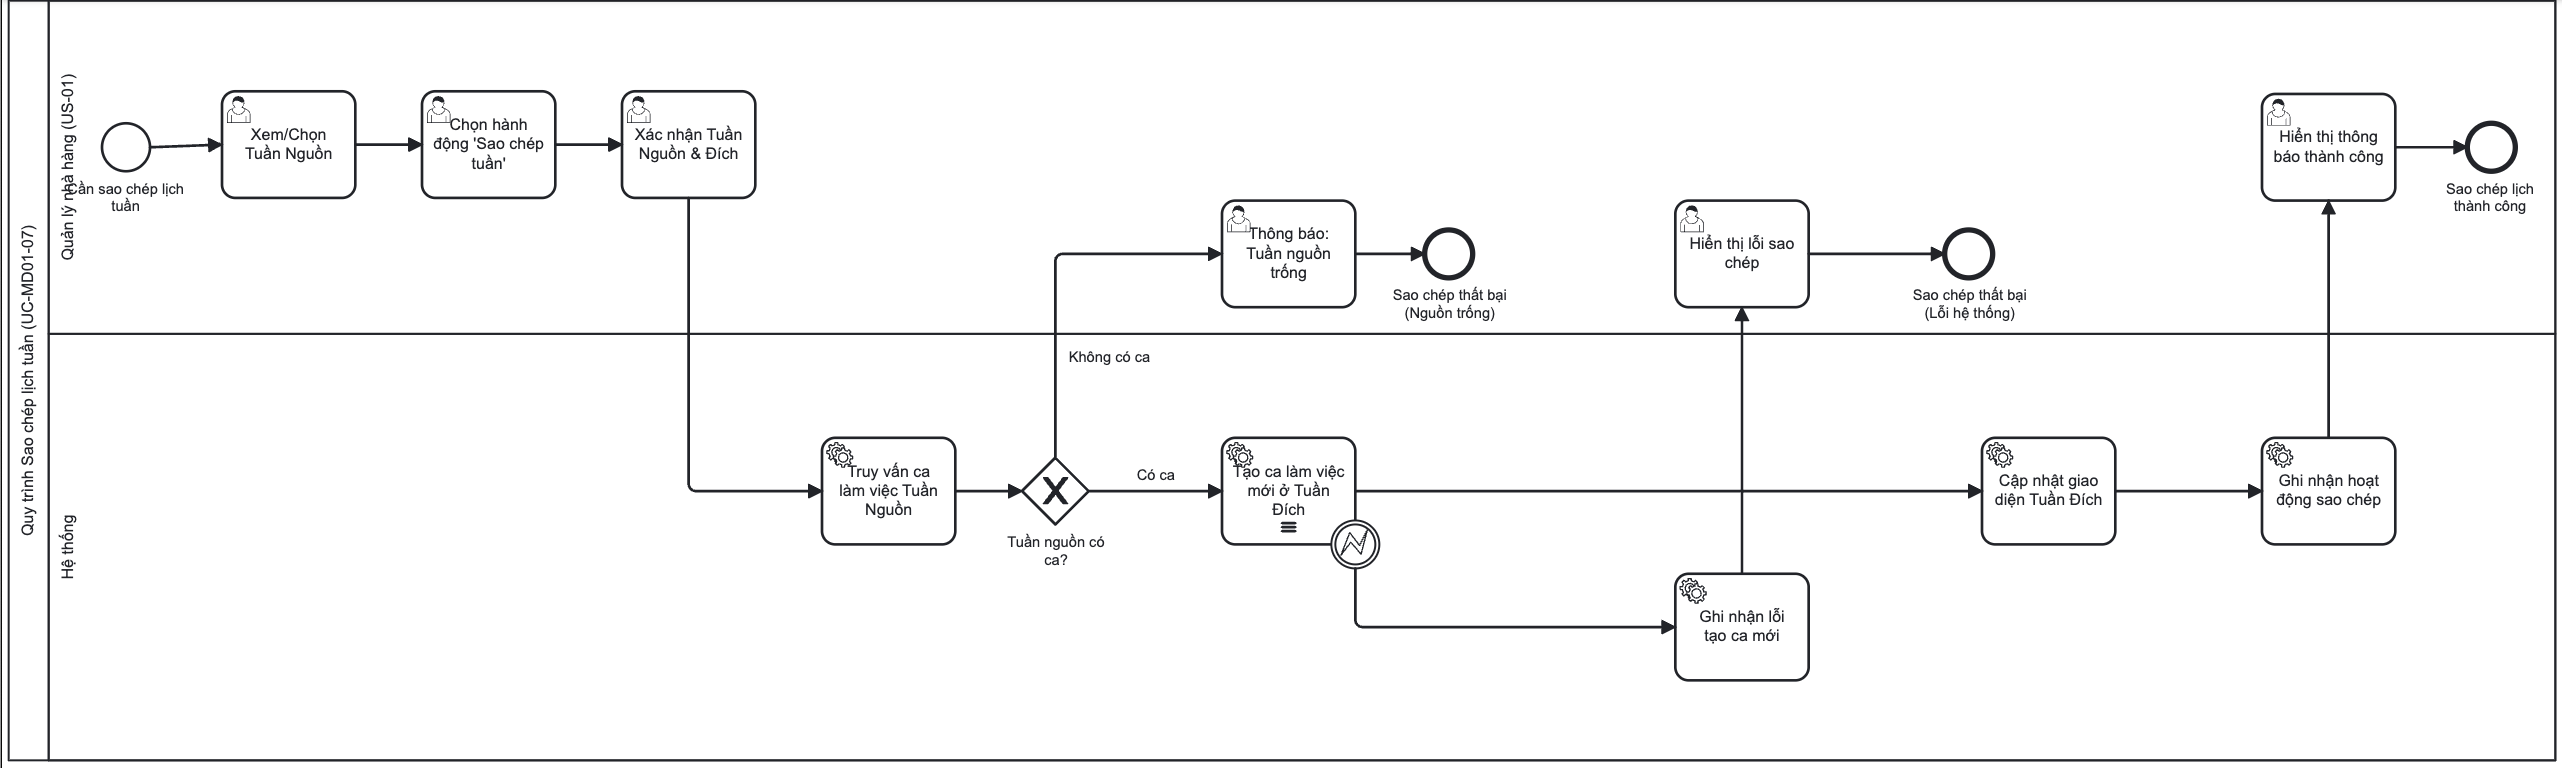 Quy trình Sao chép lịch tuần (UC-MD01-07)
Quản lý nhà hàng (US-01)
Cần sao chép lịch
tuần
Xem/Chọn
Tuần Nguồn
Chọn hành
động 'Sao chép
tuần'
Xác nhận Tuần
Nguồn & Đích
Thông báo:
Tuần nguồn
trống
Sao chép thất bại
(Nguồn trống)
Hiển thị lỗi sao
chép
Sao chép thất bại
(Lỗi hệ thống)
Hiển thị thông
báo thành công
Sao chép lịch
thành công
Hệ thống
Không có ca
Truy vấn ca
làm việc Tuần
Nguồn
Tuần nguồn có
ca?
Có ca
Tạo ca làm việc
mới ở Tuần
Đích
Ghi nhận lỗi
tạo ca mới
Cập nhật giao
diện Tuần Đích
Ghi nhận hoạt
động sao chép